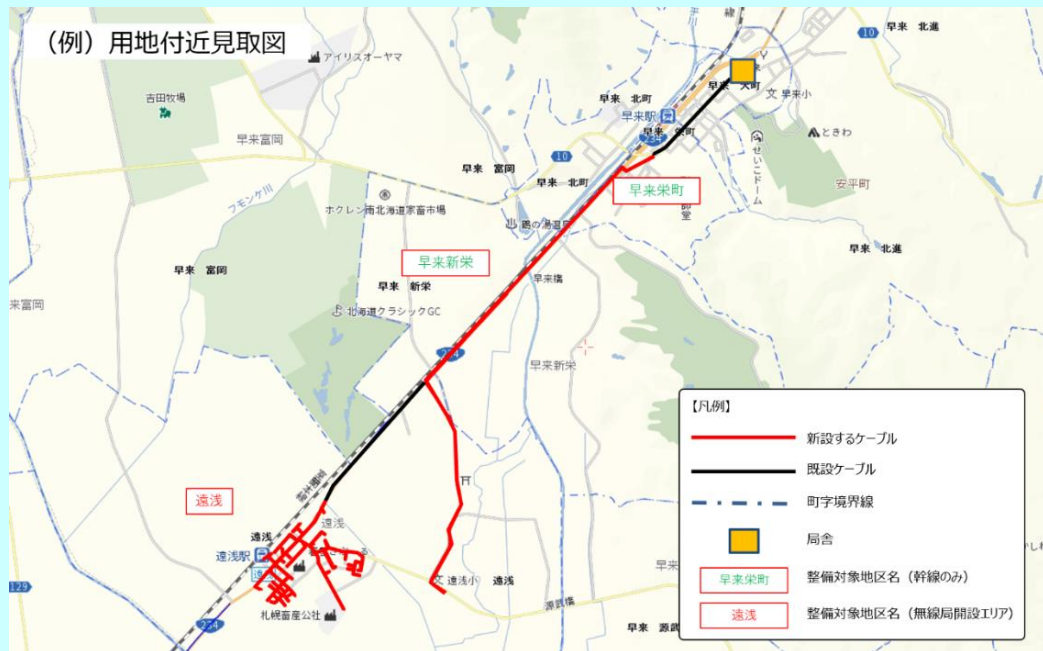 （例）用地付近見取図
アイリスオーヤマ
吉田牧場
早来富岡
10
早来 北進
早来 北町
早来小
早来駅
234
ときわ
せいこドーム
安平町
10
早来 富岡
早来 北町
早来栄町
ホクレン南北海道家畜市場
フモンケ川
鶴の湯温
早来 北進
早来新栄
早来橋
早来 富岡
早来 新栄
来富岡
北海道クラシックGC
234
早来新栄
【凡例】
新設するケーブル
既設ケーブル
町字境界線
局舎
早来栄町
整備対象地区名（幹線のみ）
遠浅
整備対象地区名（無線局開設エリア）
遠浅
室蘭本線
遠浅
遠浅
遠浅駅
129
遠浅小
遠浅
源武橋
札幌畜産公社
234
早来 源武